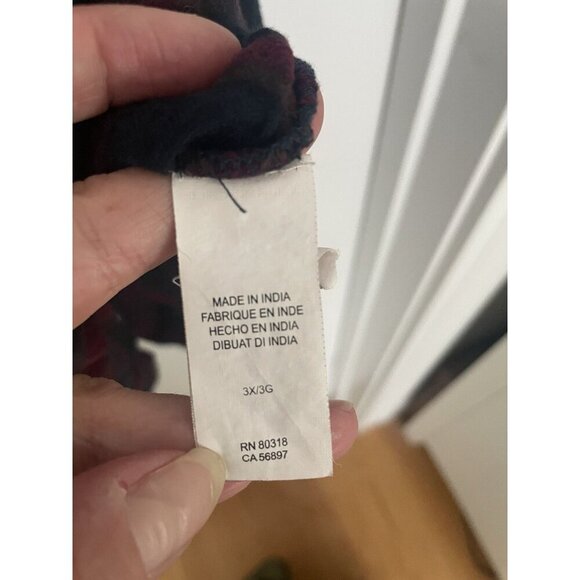 MADE IN INDIA
FABRIQUE EN INDE
HECHO EN INDIA
DIBUAT DI INDIA
3X/3G
RN 80318
CA 56897